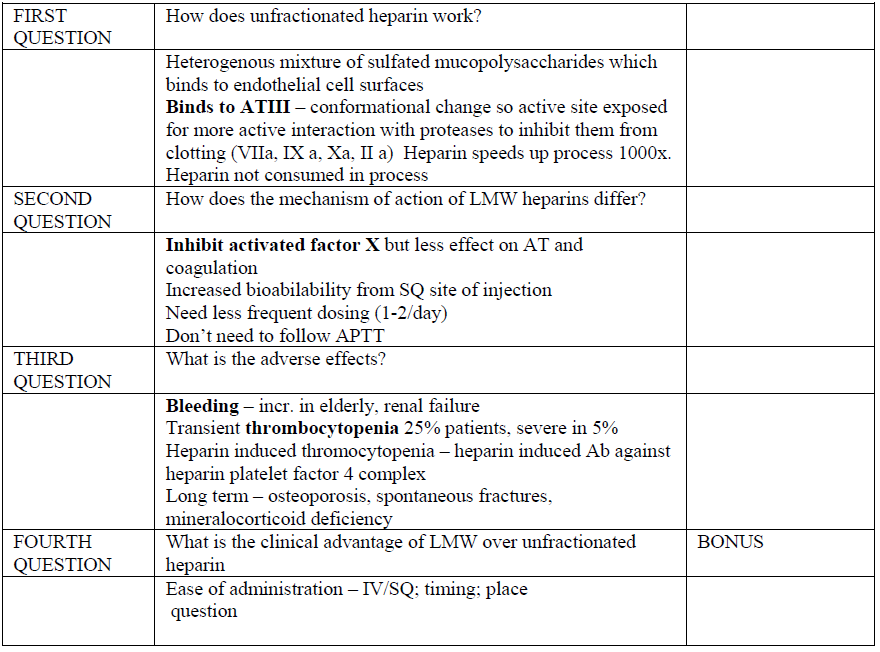 FIRST QUESTION How does unfractionated heparin work?
Heterogenous mixture of sulfated mucopolysaccharides which
binds to endothelial cell surfaces
Binds to ATIII – conformational change so active site exposed
for more active interaction with proteases to inhibit them from
clotting (VIIa, IX a, Xa, II a)  Heparin speeds up process 1000x.
Heparin not consumed in process
SECOND QUESTION How does the mechanism of action of LMW heparins differ?
Inhibit activated factor X but less effect on AT and
coagulation
Increased bioabilability from SQ site of injection
Need less frequent dosing (1-2/day)
Don’t need to follow APTT
THIRD QUESTION What is the adverse effects?
Bleeding – incr. in elderly, renal failure
Transient thrombocytopenia 25% patients, severe in 5%
Heparin induced thromocytopenia – heparin induced Ab against
heparin platelet factor 4 complex
Long term – osteoporosis, spontaneous fractures,
mineralocorticoid deficiency
FOURTH QUESTION What is the clinical advantage of LMW over unfractionated
heparin BONUS
Ease of administration – IV/SQ; timing; place
question